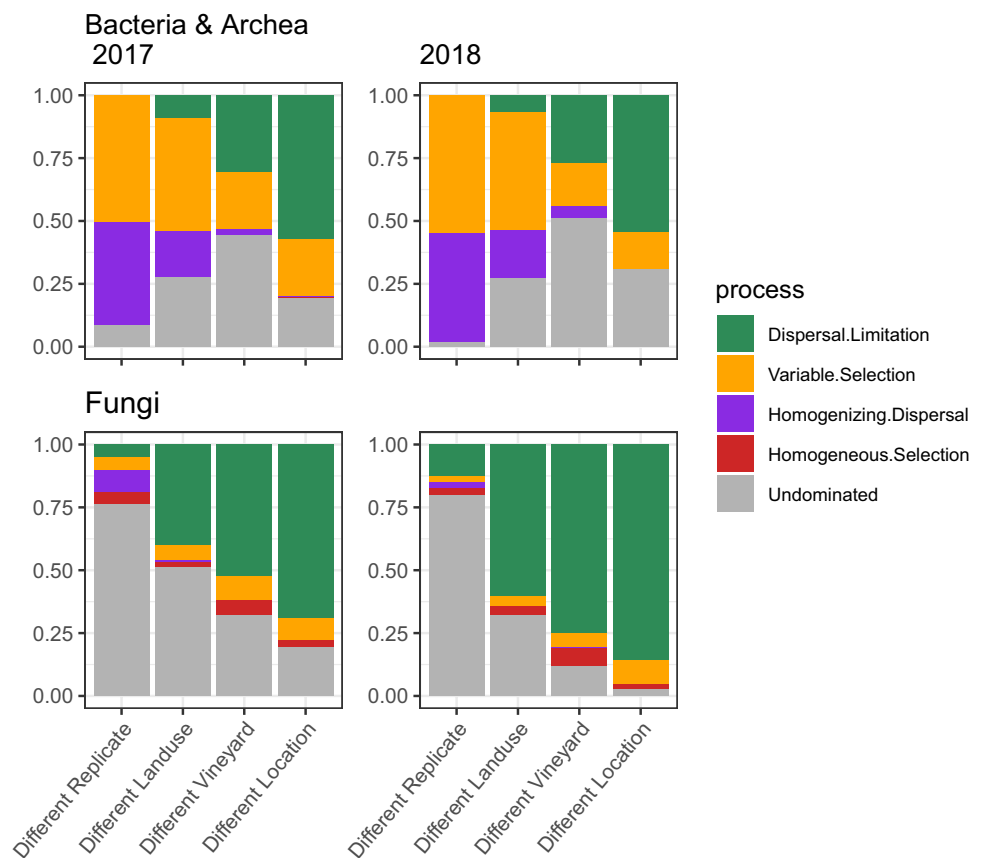 Bacteria & Archea
2017
2018
1.00
0.75
0.50
0.25
0.00
1.00
0.75
0.50
0.25
0.00
process
Dispersal.Limitation
Variable.Selection
Homogenizing.Dispersal
Homogeneous.Selection
Undominated
Fungi
1.00
0.75
0.50
0.25
0.00
1.00
0.75
0.50
0.25
0.00
Different Replicate
Different Landuse
Different Vineyard
Different Location
Different Replicate
Different Landuse
Different Vineyard
Different Location